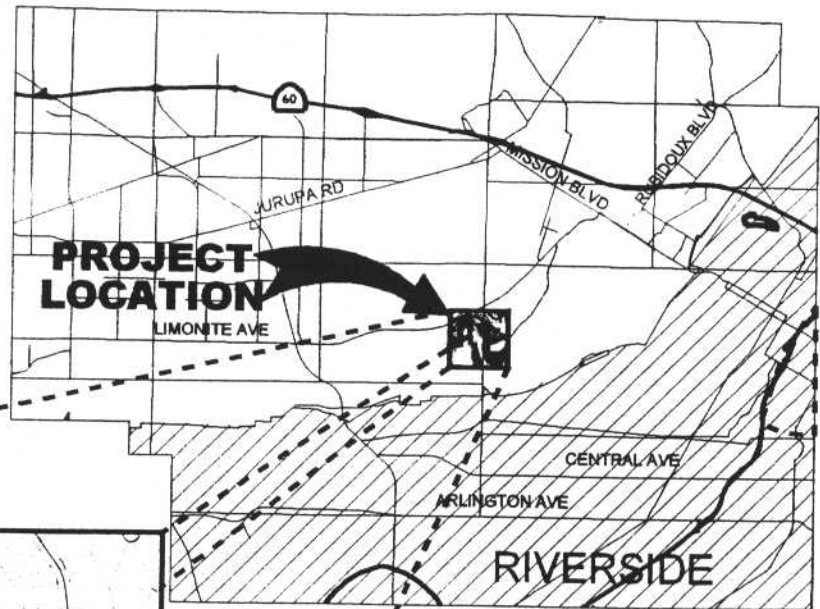 60
MISSION BLVD
RUBIDOUX BLVD
JURUPA RD
PROJECT
LOCATION
LIMONITE AVE
CENTRAL AVE
ARLINGTON AVE
RIVERSIDE